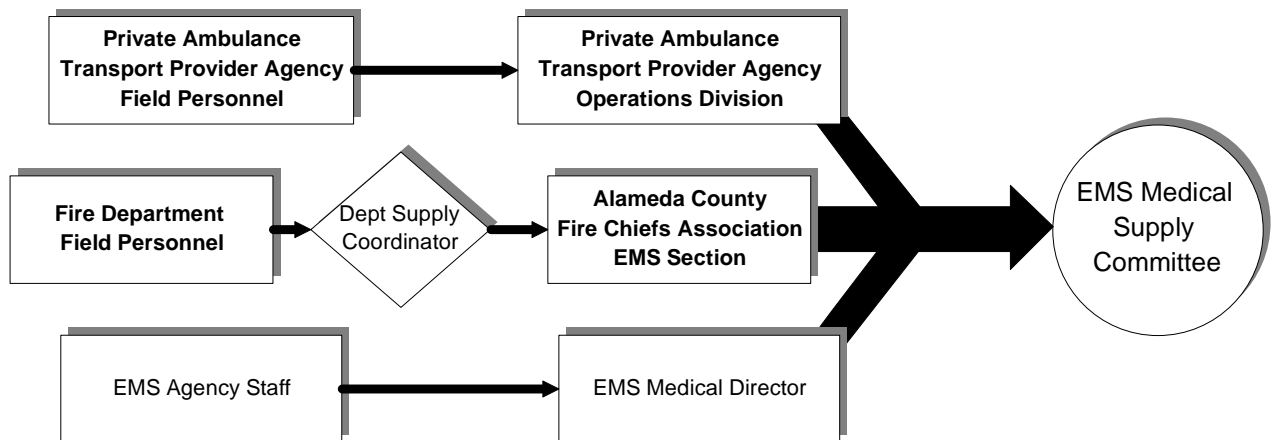 Private Ambulance
Transport Provider Agency
Field Personnel
Private Ambulance
Transport Provider Agency
Operations Division
Fire Department
Field Personnel
Dept Supply
Coordinator
Alameda County
Fire Chiefs Association
EMS Section
EMS Medical
Supply
Committee
EMS Agency Staff
EMS Medical Director